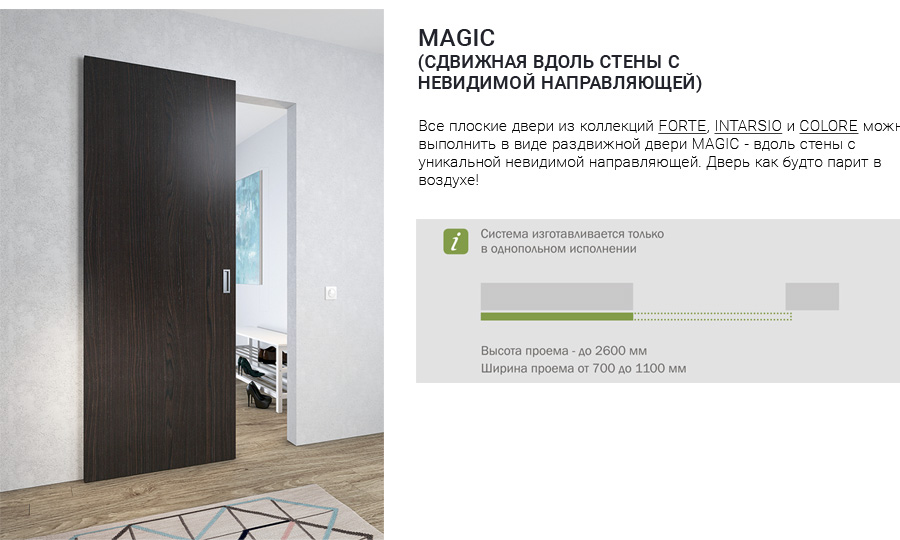 MAGIC
(СДВИЖНАЯ ВДОЛЬ СТЕНЫ С
НЕВИДИМОЙ НАПРАВЛЯЮЩЕЙ)
Все плоские двери из коллекций FORTE, INTARSIO и COLORE можн
выполнить в виде раздвижной двери MAGIC - вдоль стены с
уникальной невидимой направляющей. Дверь как будто парит в
воздухе!
i
Система изготавливается только
в однопольном исполнении
Высота проема - до 2600 мм
Ширина проема от 700 до 1100 мм